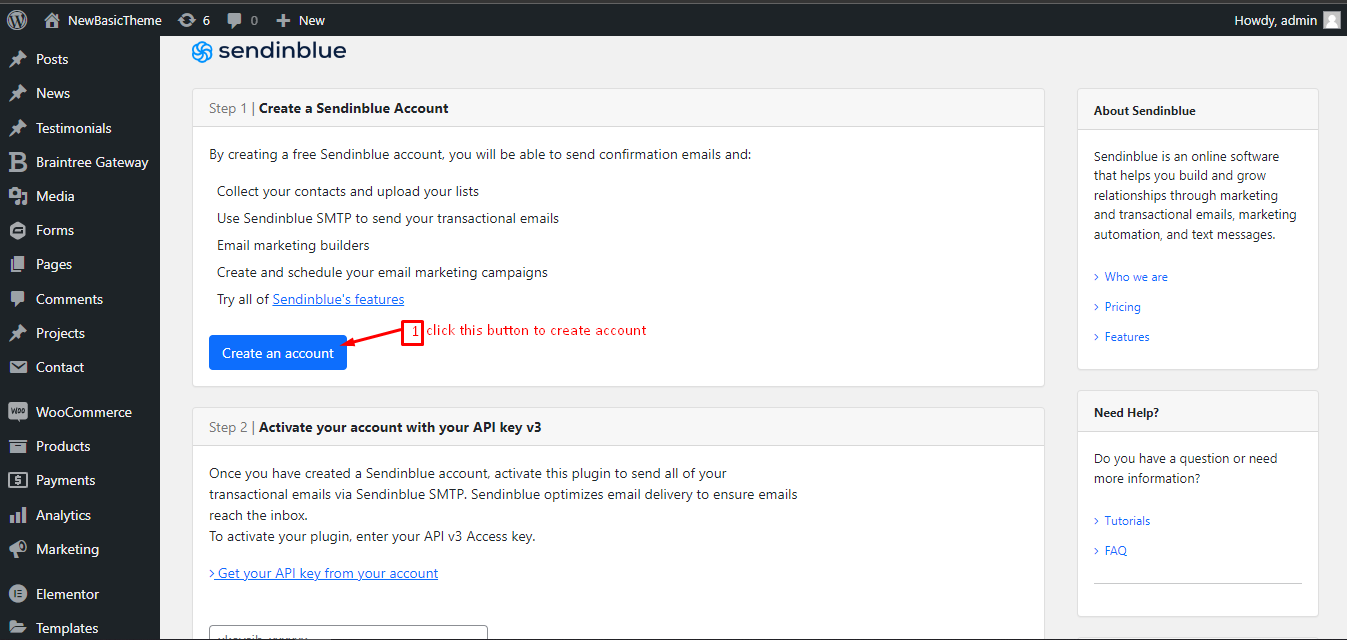 NewBasicTheme 6 0 New
Howdy, admin
Posts
News
Testimonials
Braintree Gateway
Media
Forms
Pages
Comments
Projects
Contact
WooCommerce
Products
Payments
Analytics
Marketing
Elementor
Templates
sendinblue
Step 1 | Create a Sendinblue Account
By creating a free Sendinblue account, you will be able to send confirmation emails and:
Collect your contacts and upload your lists
Use Sendinblue SMTP to send your transactional emails
Email marketing builders
Create and schedule your email marketing campaigns
Try all of Sendinblue's features
1 click this button to create account
Create an account
Step 2 | Activate your account with your API key v3
Once you have created a Sendinblue account, activate this plugin to send all of your
transactional emails via Sendinblue SMTP. Sendinblue optimizes email delivery to ensure emails
reach the inbox.
To activate your plugin, enter your API v3 Access key.
> Get your API key from your account
About Sendinblue
Sendinblue is an online software
that helps you build and grow
relationships through marketing
and transactional emails, marketing
automation, and text messages.
> Who we are
> Pricing
> Features
Need Help?
Do you have a question or need
more information?
> Tutorials
> FAQ